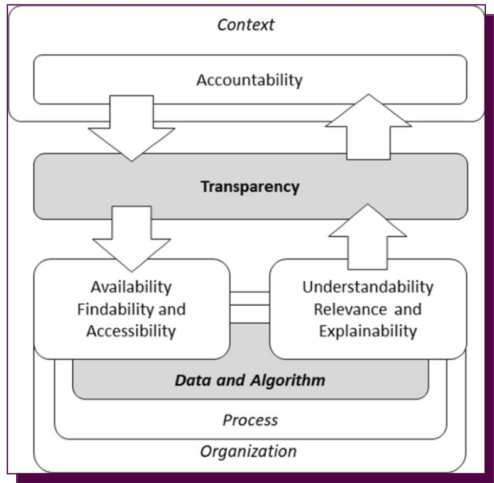 Context
Accountability
Transparency
Availability
Findability and
Accessibility
Understandability
Relevance and
Explainability
Data and Algorithm
Process
Organization